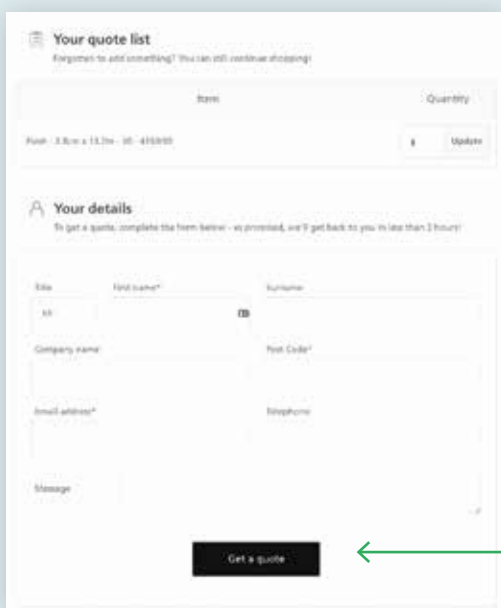 Your quote list
Forgotten to add something? You can still continue shopping!
Item Quantity
Update
Your details
To get a quote, complete the form below - as promised, we'll get back to you in less than 2 hours!
Title First name* Surname
Company name Post Code*
Email address* Telephone
Message
Get a quote